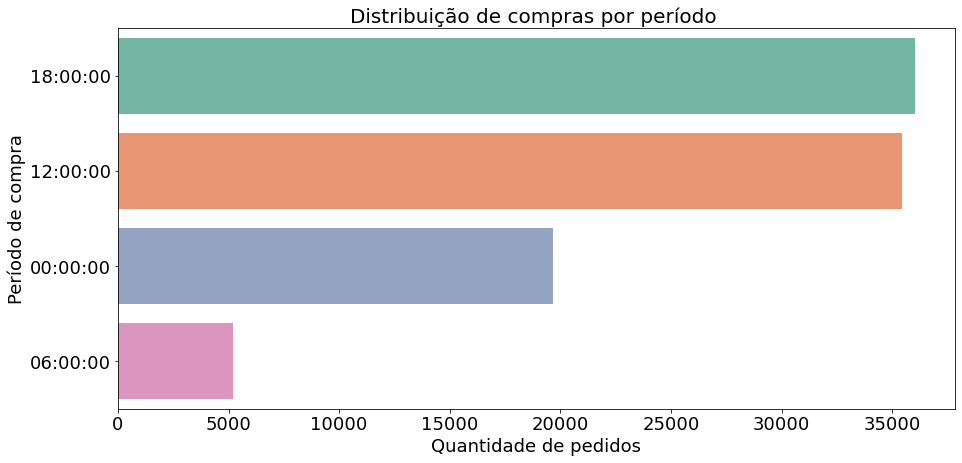 Distribuição de compras por período
Período de compra
18:00:00
12:00:00
00:00:00
06:00:00
0 5000 10000 15000 20000 25000 30000 35000
Quantidade de pedidos